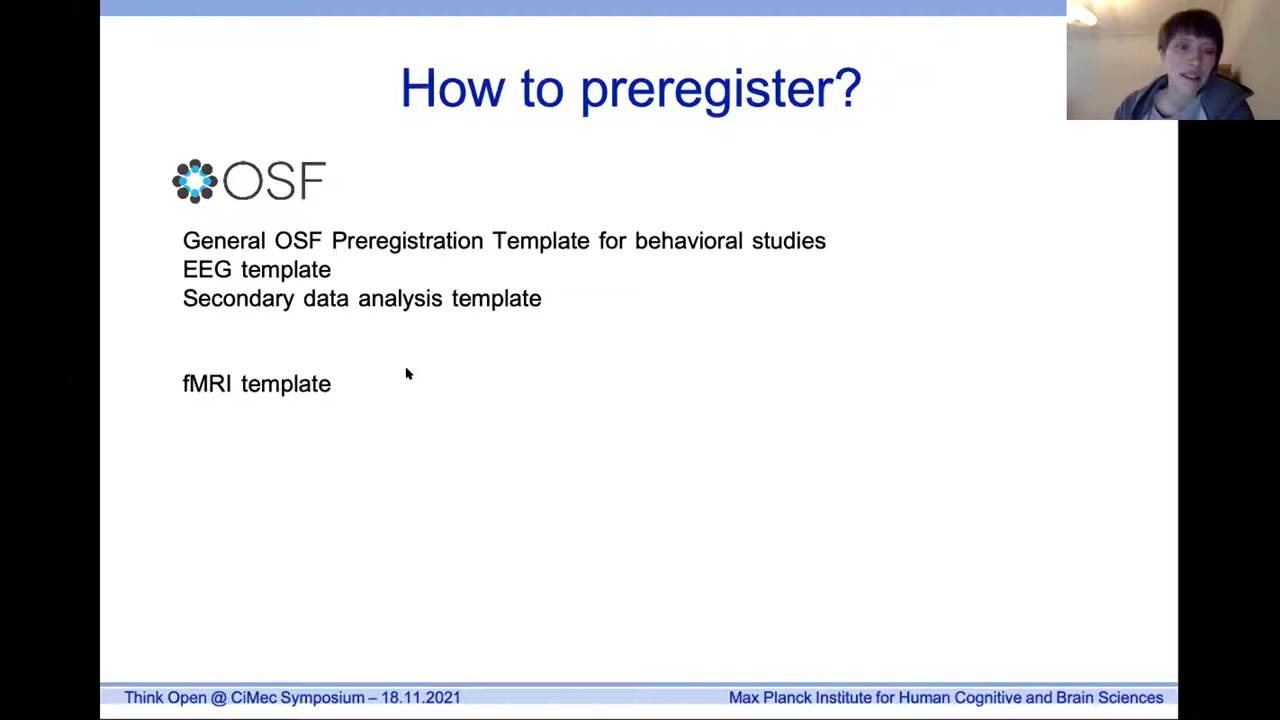 How to preregister?
OSF
General OSF Preregistration Template for behavioral studies
EEG template
Secondary data analysis template
fMRI template
Think Open @ CiMec Symposium – 18.11.2021
Max Planck Institute for Human Cognitive and Brain Sciences